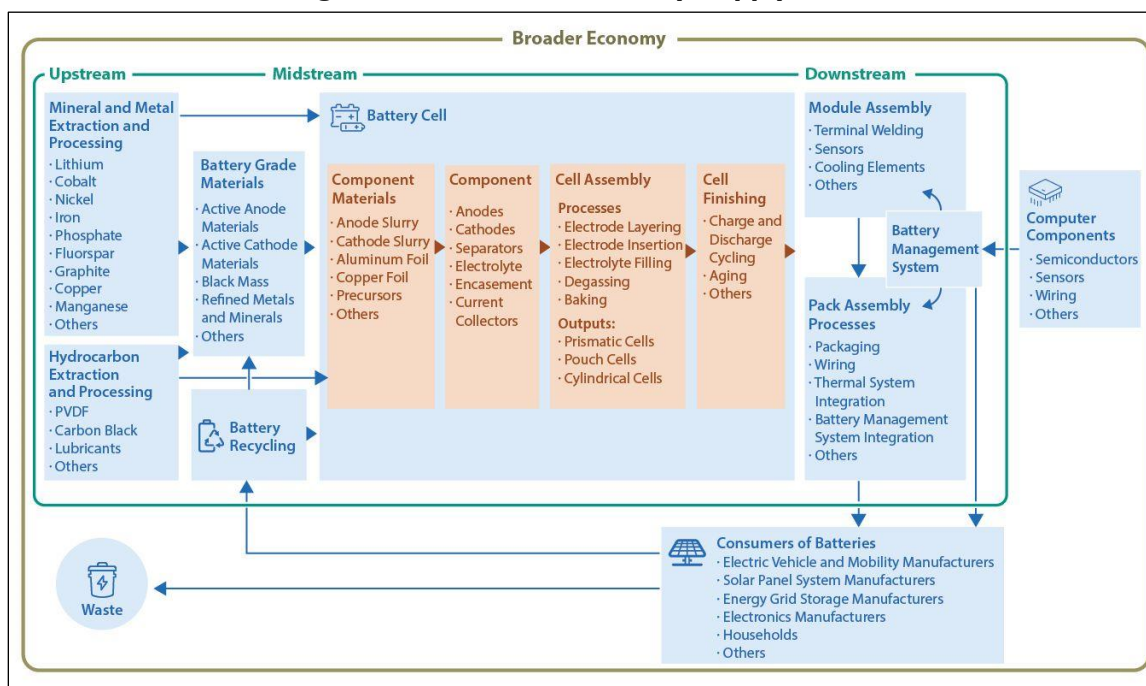 Broader Economy
Upstream
Midstream
Downstream
Mineral and Metal
Extraction and
Processing
· Lithium
· Cobalt
· Nickel
· Iron
· Phosphate
· Fluorspar
· Graphite
· Copper
· Manganese
· Others
Hydrocarbon
Extraction
and Processing
· PVDF
· Carbon Black
· Lubricants
· Others
Battery Grade
Materials
· Active Anode
Materials
· Active Cathode
Materials
· Black Mass
· Refined Metals
and Minerals
· Others
Battery
Recycling
Battery Cell
Component
Materials
· Anode Slurry
· Cathode Slurry
· Aluminum Foil
· Copper Foil
· Precursors
· Others
Component
· Anodes
· Cathodes
· Separators
· Electrolyte
· Encasement
· Current
Collectors
Cell Assembly
Processes
· Electrode Layering
· Electrode Insertion
· Electrolyte Filling
· Degassing
· Baking
Outputs:
· Prismatic Cells
· Pouch Cells
· Cylindrical Cells
Cell
Finishing
· Charge and
Discharge
Cycling
· Aging
· Others
Module Assembly
· Terminal Welding
· Sensors
· Cooling Elements
· Others
Battery
Management
System
Pack Assembly
Processes
· Packaging
· Wiring
· Thermal System
Integration
· Battery Management
System Integration
· Others
Computer
Components
· Semiconductors
· Sensors
· Wiring
· Others
Consumers of Batteries
· Electric Vehicle and Mobility Manufacturers
· Solar Panel System Manufacturers
· Energy Grid Storage Manufacturers
· Electronics Manufacturers
· Households
· Others
Waste